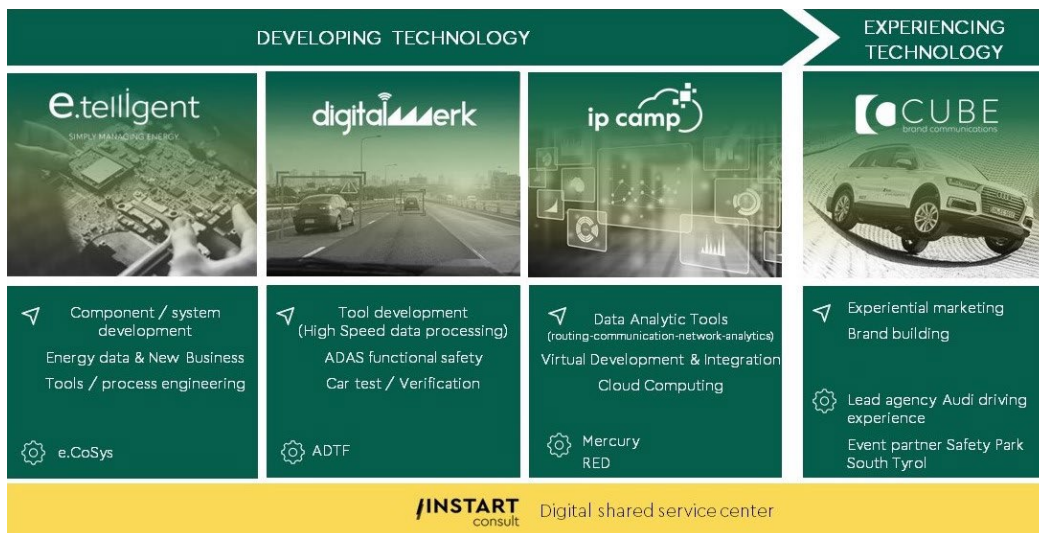 DEVELOPING TECHNOLOGY
EXPERIENCING
TECHNOLOGY
e.telligent
SIMPLY MANAGING ENERGY
digitalwerk
ip camp
CUBE
brand communications
Component / system
development
Energy data & New Business
Tools / process engineering
e.CoSys
Tool development
(High Speed data processing)
ADAS functional safety
Car test / Verification
ADTF
Data Analytic Tools
(routing-communication-network-analytics)
Virtual Development & Integration
Cloud Computing
Mercury
RED
Experiential marketing
Brand building
Lead agency Audi driving
experience
Event partner Safety Park
South Tyrol
INSTART
consult
Digital shared service center